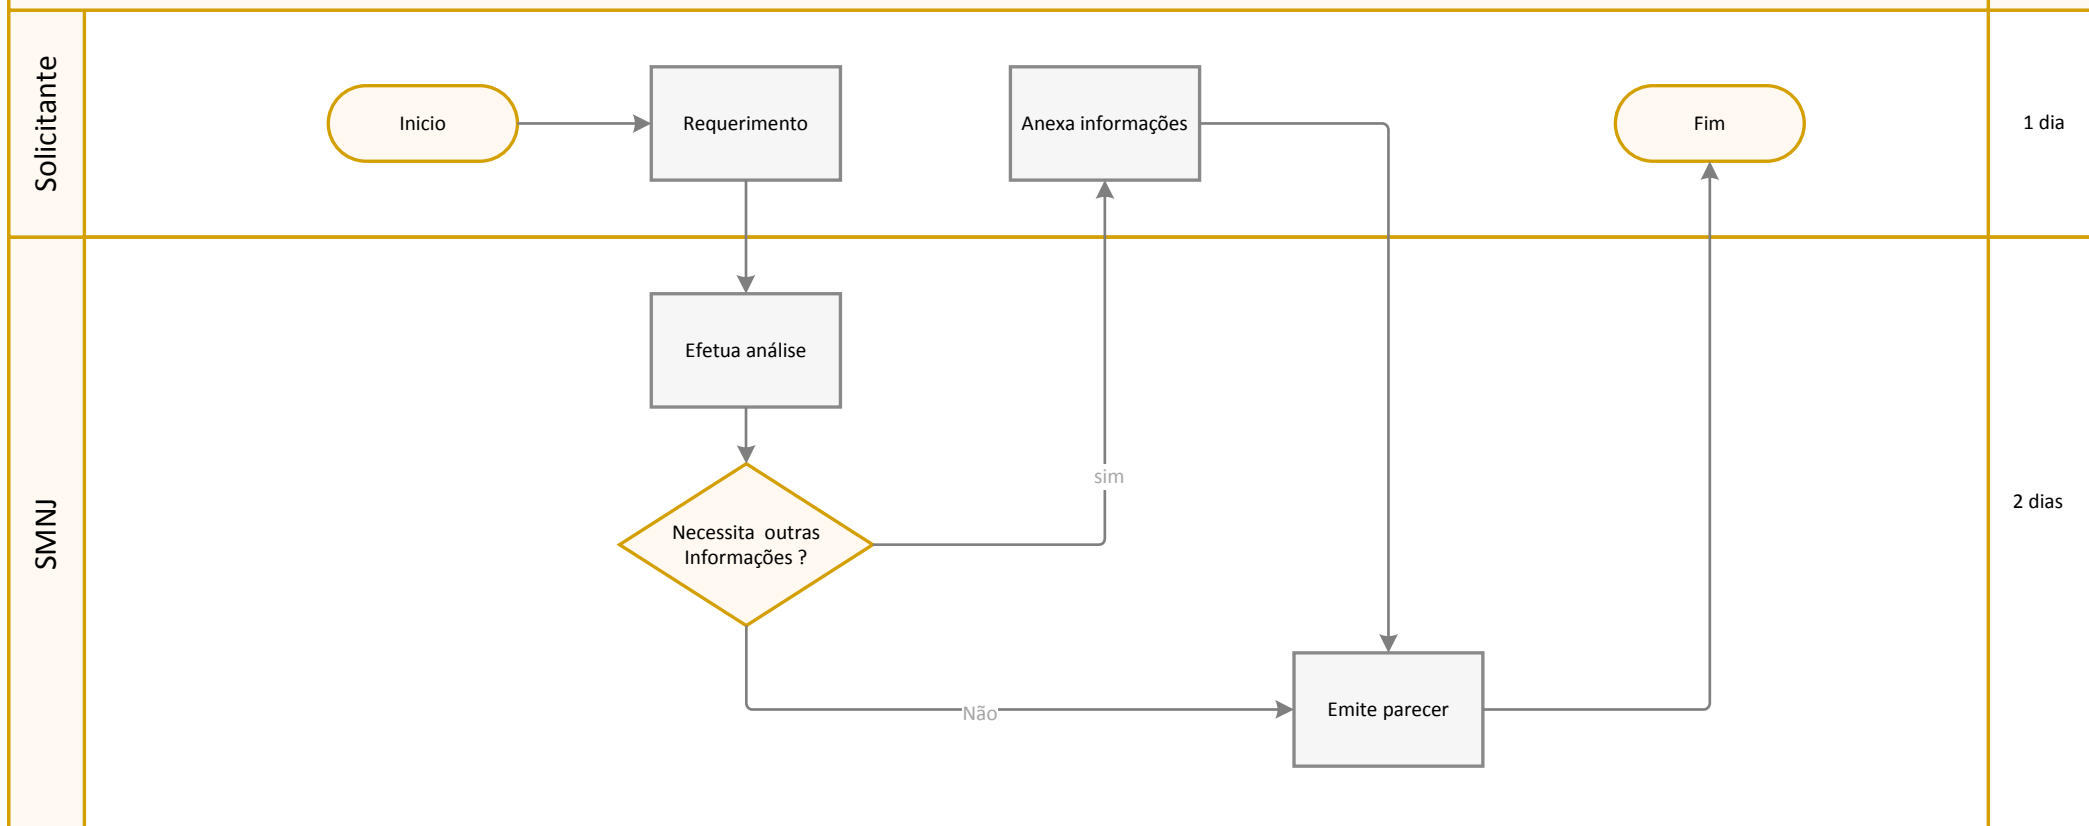 Solicitante
Inicio
Requerimento
Anexa informações
Fim
1 dia
SMNJ
Efetua análise
Necessita  outras
Informações ?
sim
Não
Emite parecer
2 dias